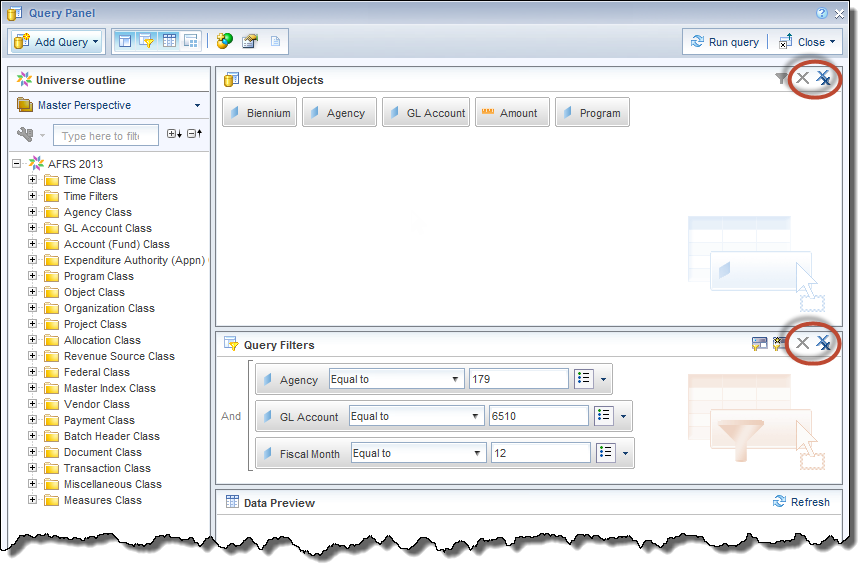 Query Panel
Add Query
Run query
Close
Universe outline
Master Perspective
Type here to filt
AFRS 2013
Time Class
Time Filters
Agency Class
GL Account Class
Account (Fund) Class
Expenditure Authority (Appn)
Program Class
Object Class
Organization Class
Project Class
Allocation Class
Revenue Source Class
Federal Class
Master Index Class
Vendor Class
Payment Class
Batch Header Class
Document Class
Transaction Class
Miscellaneous Class
Measures Class
Result Objects
Biennium Agency GL Account Amount Program
Query Filters
And
Agency Equal to 179
GL Account Equal to 6510
Fiscal Month Equal to 12
Data Preview
Refresh